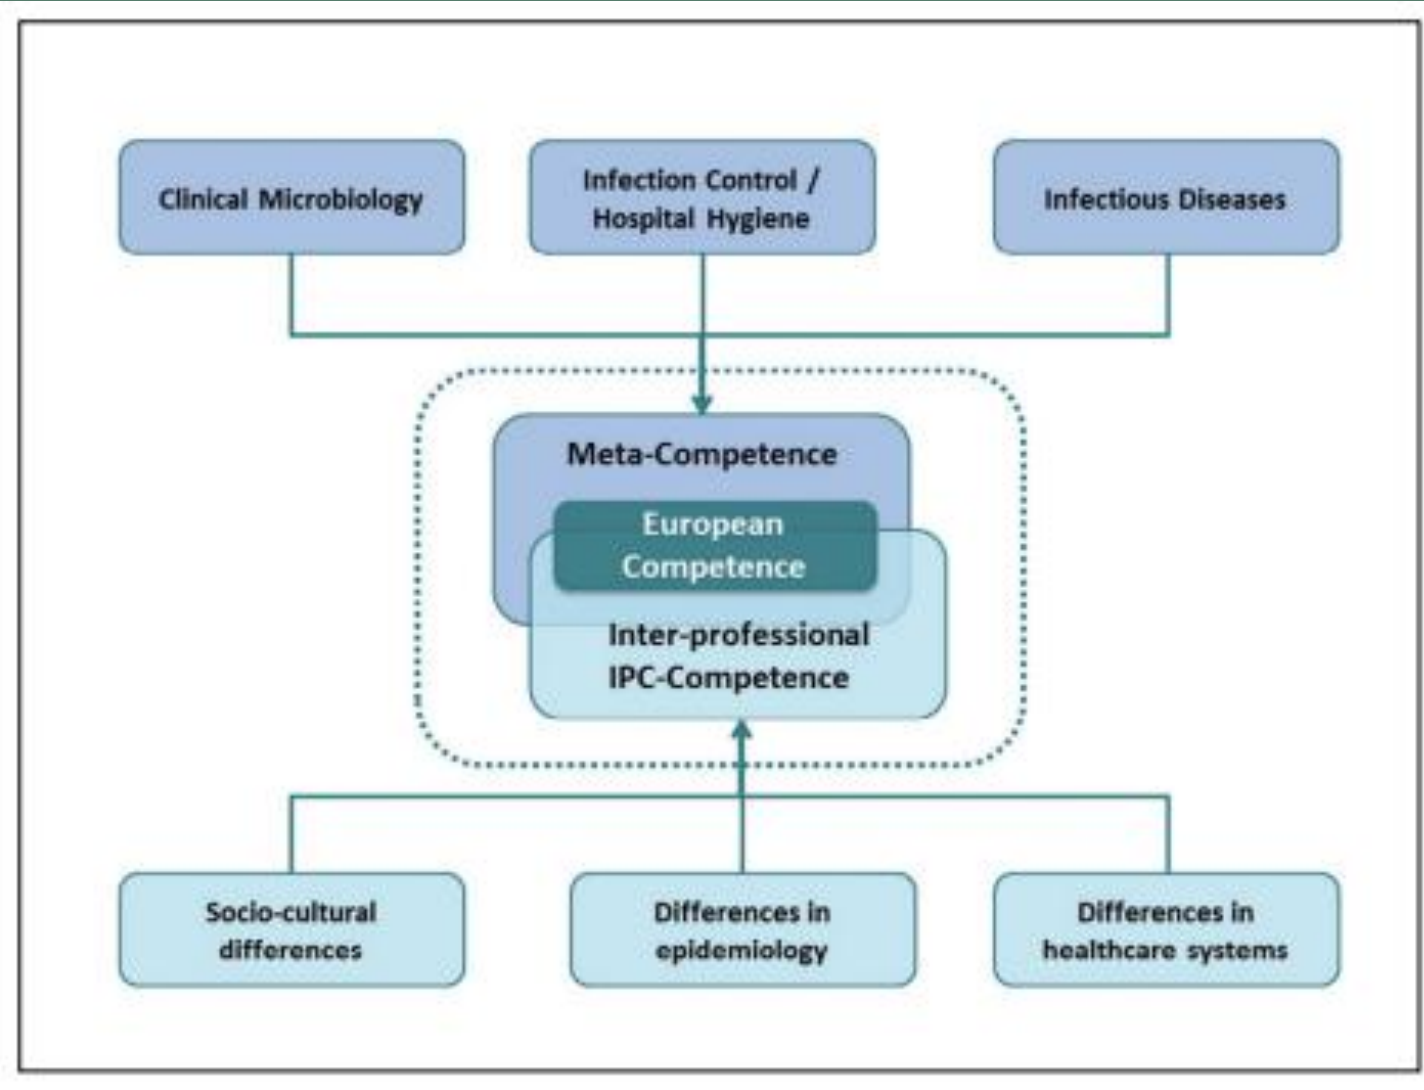 Clinical Microbiology
Infection Control /
Hospital Hygiene
Infectious Diseases
Meta-Competence
European
Competence
Inter-professional
IPC-Competence
Socio-cultural
differences
Differences in
epidemiology
Differences in
healthcare systems